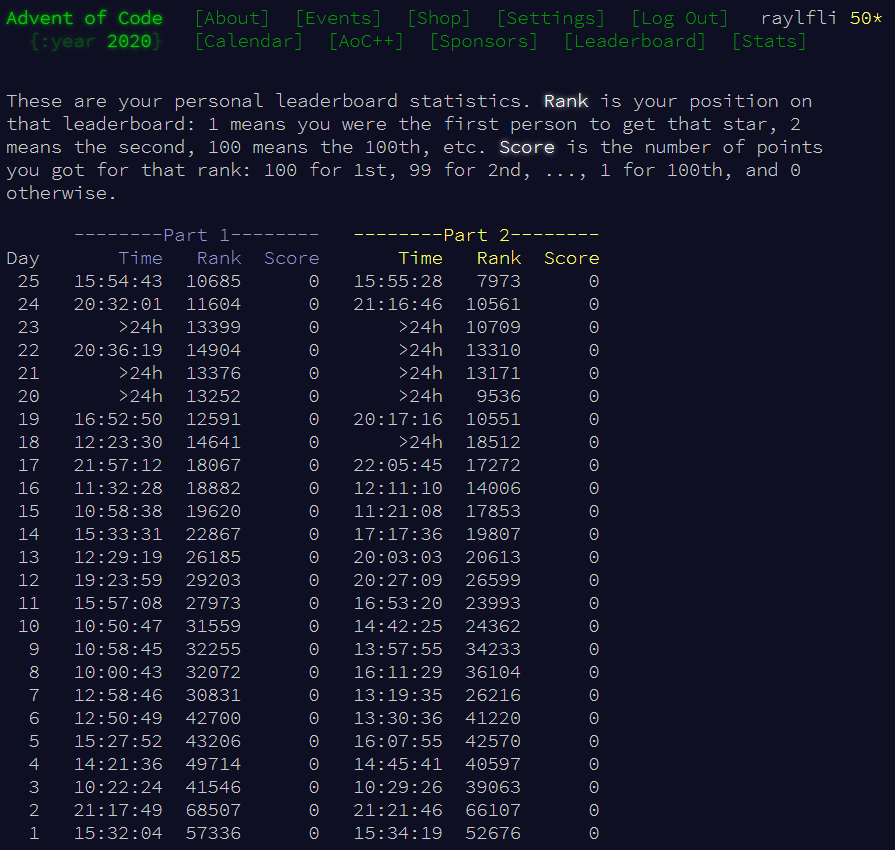 Advent of Code [About] [Events] [Shop] [Settings] [Log Out] raylfli 50*
{:year 2020} [Calendar] [AoC++] [Sponsors] [Leaderboard] [Stats]
These are your personal leaderboard statistics. Rank is your position on
that leaderboard: 1 means you were the first person to get that star, 2
means the second, 100 means the 100th, etc. Score is the number of points
you got for that rank: 100 for 1st, 99 for 2nd, ..., 1 for 100th, and 0
otherwise.
--------Part 1-------- --------Part 2--------
Day Time Rank Score Time Rank Score
25 15:54:43 10685 0 15:55:28 7973 0
24 20:32:01 11604 0 21:16:46 10561 0
23 >24h 13399 0 >24h 10709 0
22 20:36:19 14904 0 >24h 13310 0
21 >24h 13376 0 >24h 13171 0
20 >24h 13252 0 >24h 9536 0
19 16:52:50 12591 0 20:17:16 10551 0
18 12:23:30 14641 0 >24h 18512 0
17 21:57:12 18067 0 22:05:45 17272 0
16 11:32:28 18882 0 12:11:10 14006 0
15 10:58:38 19620 0 11:21:08 17853 0
14 15:33:31 22867 0 17:17:36 19807 0
13 12:29:19 26185 0 20:03:03 20613 0
12 19:23:59 29203 0 20:27:09 26599 0
11 15:57:08 27973 0 16:53:20 23993 0
10 10:50:47 31559 0 14:42:25 24362 0
9 10:58:45 32255 0 13:57:55 34233 0
8 10:00:43 32072 0 16:11:29 36104 0
7 12:58:46 30831 0 13:19:35 26216 0
6 12:50:49 42700 0 13:30:36 41220 0
5 15:27:52 43206 0 16:07:55 42570 0
4 14:21:36 49714 0 14:45:41 40597 0
3 10:22:24 41546 0 10:29:26 39063 0
2 21:17:49 68507 0 21:21:46 66107 0
1 15:32:04 57336 0 15:34:19 52676 0